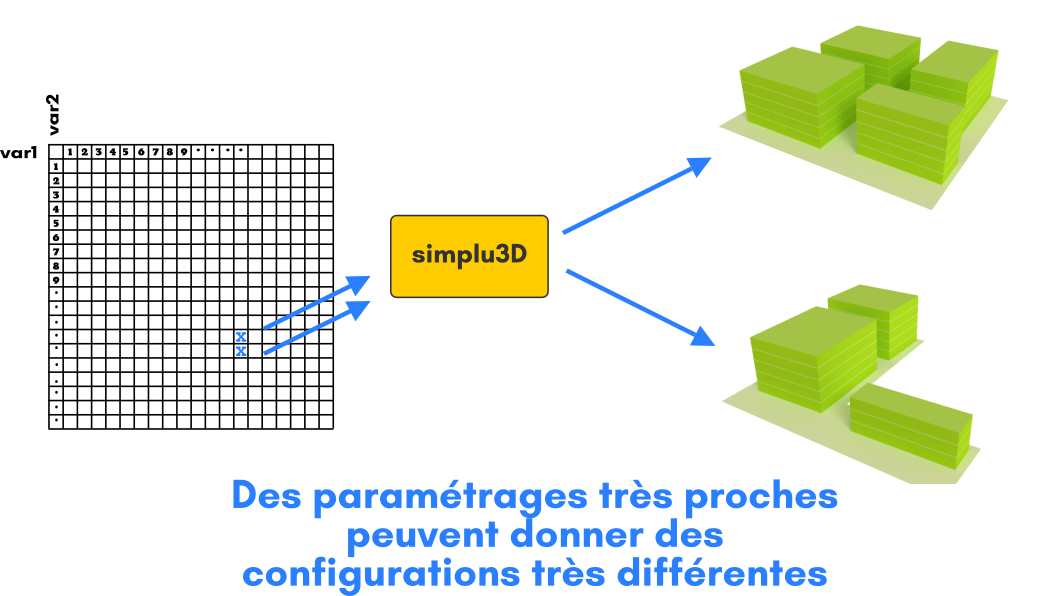 var2
var1
1 2 3 4 5 6 7 8 9 . . . .
1
2
3
4
5
6
7
8
9
.
.
.
.
.
.
.
.
.
.
X
X
simplu3D
Des paramétrages très proches
peuvent donner des
configurations très différentes